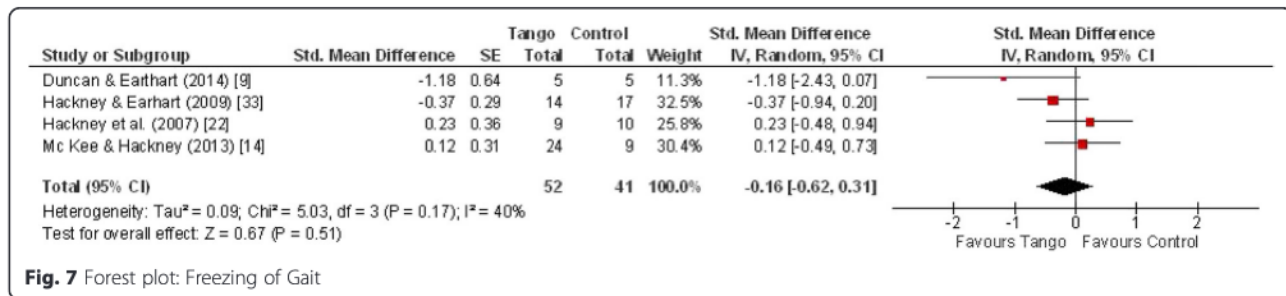 Tango Control Std. Mean Difference Std. Mean Difference
Study or Subgroup Std. Mean Difference SE Total Total Weight IV, Random, 95% CI IV, Random, 95% CI
Duncan & Earthart (2014) [9] -1.18 0.64 5 5 11.3% -1.18 [-2.43, 0.07]
Hackney & Earhart (2009) [33] -0.37 0.29 14 17 32.5% -0.37 [-0.94, 0.20]
Hackney et al. (2007) [22] 0.23 0.36 9 10 25.8% 0.23 [-0.48, 0.94]
Mc Kee & Hackney (2013) [14] 0.12 0.31 24 9 30.4% 0.12 [-0.49, 0.73]
Total (95% CI) 52 41 100.0% -0.16 [-0.62, 0.31]
Heterogeneity: Tau² = 0.09; Chi² = 5.03, df = 3 (P = 0.17); I² = 40%
Test for overall effect: Z = 0.67 (P = 0.51)
-2 -1 0 1 2
Favours Tango Favours Control
Fig. 7 Forest plot: Freezing of Gait